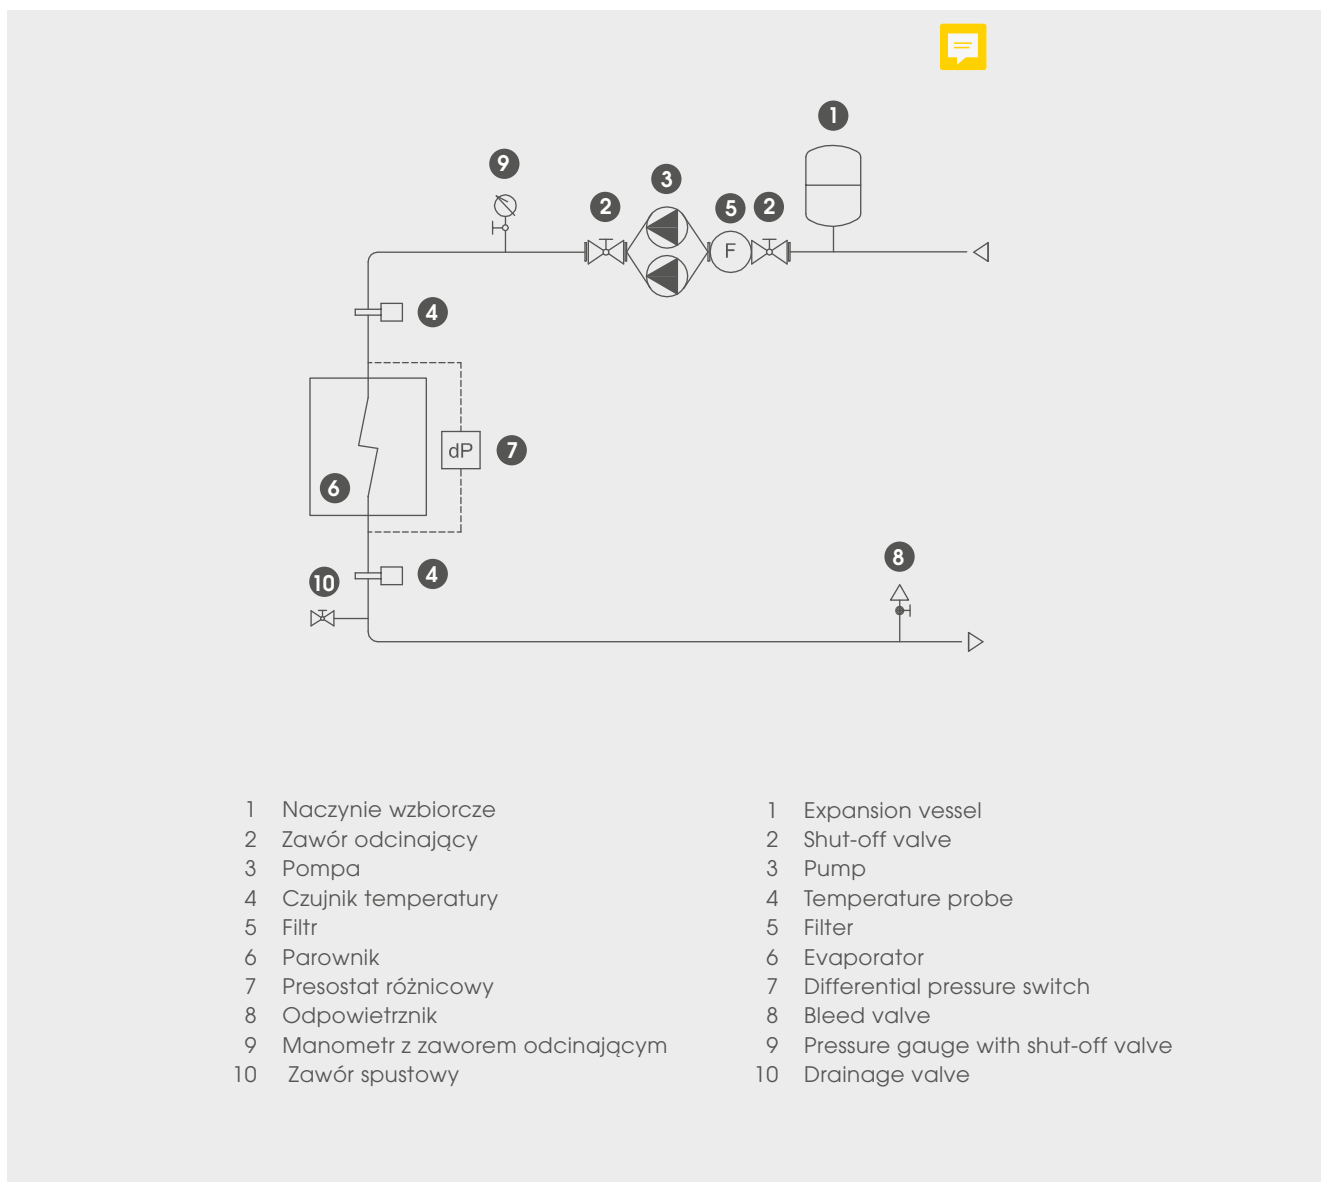 1
9
3
2
5
2
F
4
dP
7
6
8
10
4
1 Naczynie wzbiorcze
2 Zawór odcinający
3 Pompa
4 Czujnik temperatury
5 Filtr
6 Parownik
7 Presostat różnicowy
8 Odpowietrznik
9 Manometr z zaworem odcinającym
10 Zawór spustowy
1 Expansion vessel
2 Shut-off valve
3 Pump
4 Temperature probe
5 Filter
6 Evaporator
7 Differential pressure switch
8 Bleed valve
9 Pressure gauge with shut-off valve
10 Drainage valve